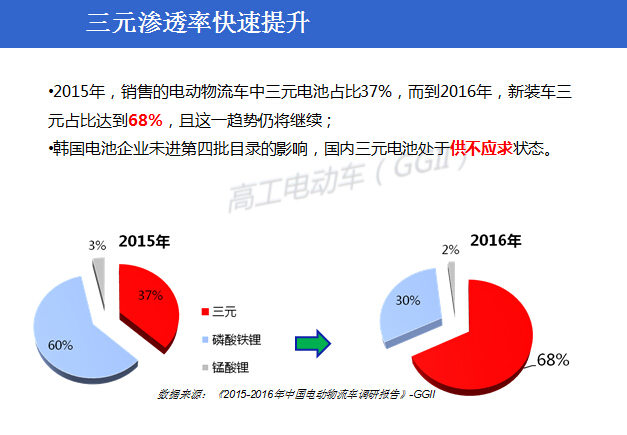 三元渗透率快速提升
•2015年，销售的电动物流车中三元电池占比37%，而到2016年，新装车三
元占比达到68%，且这一趋势仍将继续；
•韩国电池企业未进第四批目录的影响，国内三元电池处于供不应求状态。
高工电动车（GGII）
3%
2015年
37%
60%
三元
磷酸铁锂
锰酸锂
2016年
2%
30%
68%
数据来源：《2015-2016年中国电动物流车调研报告》-GGII